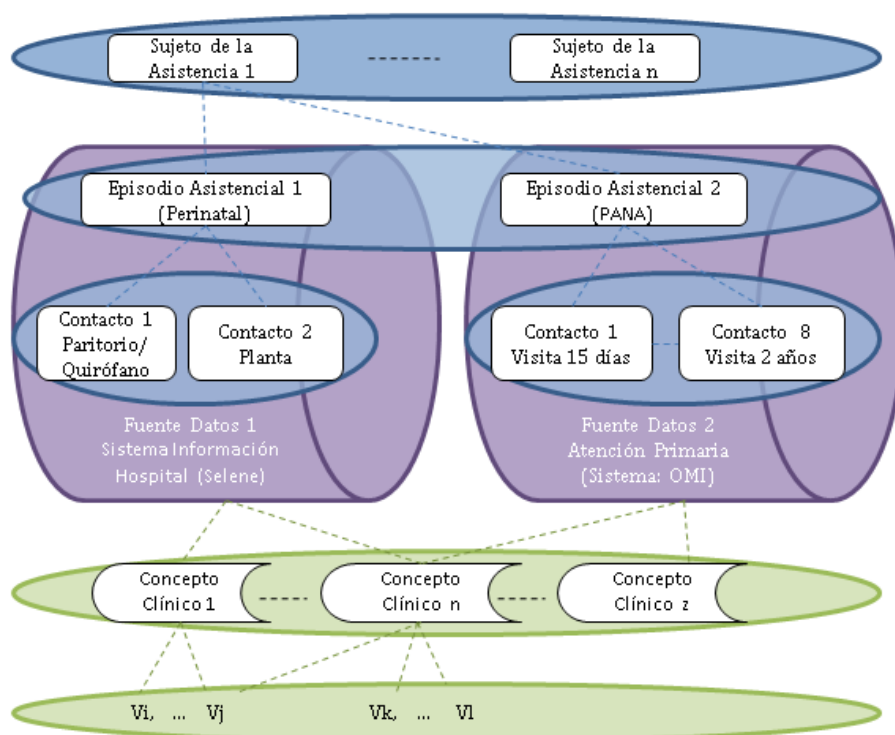 Sujeto de la
Asistencia 1
Sujeto de la
Asistencia n
Episodio Asistencial 1
(Perinatal)
Episodio Asistencial 2
(PANA)
Contacto 1
Paritorio/
Quirófano
Contacto 2
Planta
Contacto 1
Visita 15 días
Contacto 8
Visita 2 años
Fuente Datos 1
Sistema Información
Hospital (Selene)
Fuente Datos 2
Atención Primaria
(Sistema: OMI)
Concepto
Clínico 1
Concepto
Clínico n
Concepto
Clínico z
Vi, ... Vj
Vk, ... Vl